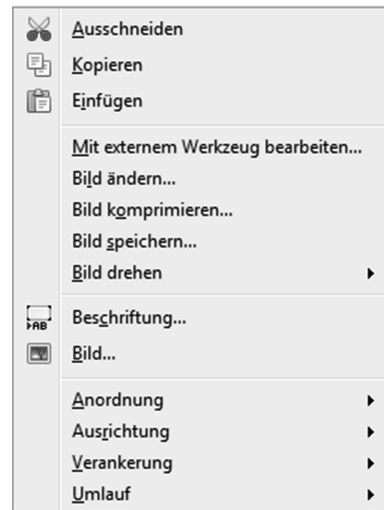 Ausschneiden
Kopieren
Einfügen
Mit externem Werkzeug bearbeiten...
Bild ändern...
Bild komprimieren...
Bild speichern...
Bild drehen
Beschriftung...
Bild...
Anordnung
Ausrichtung
Verankerung
Umlauf